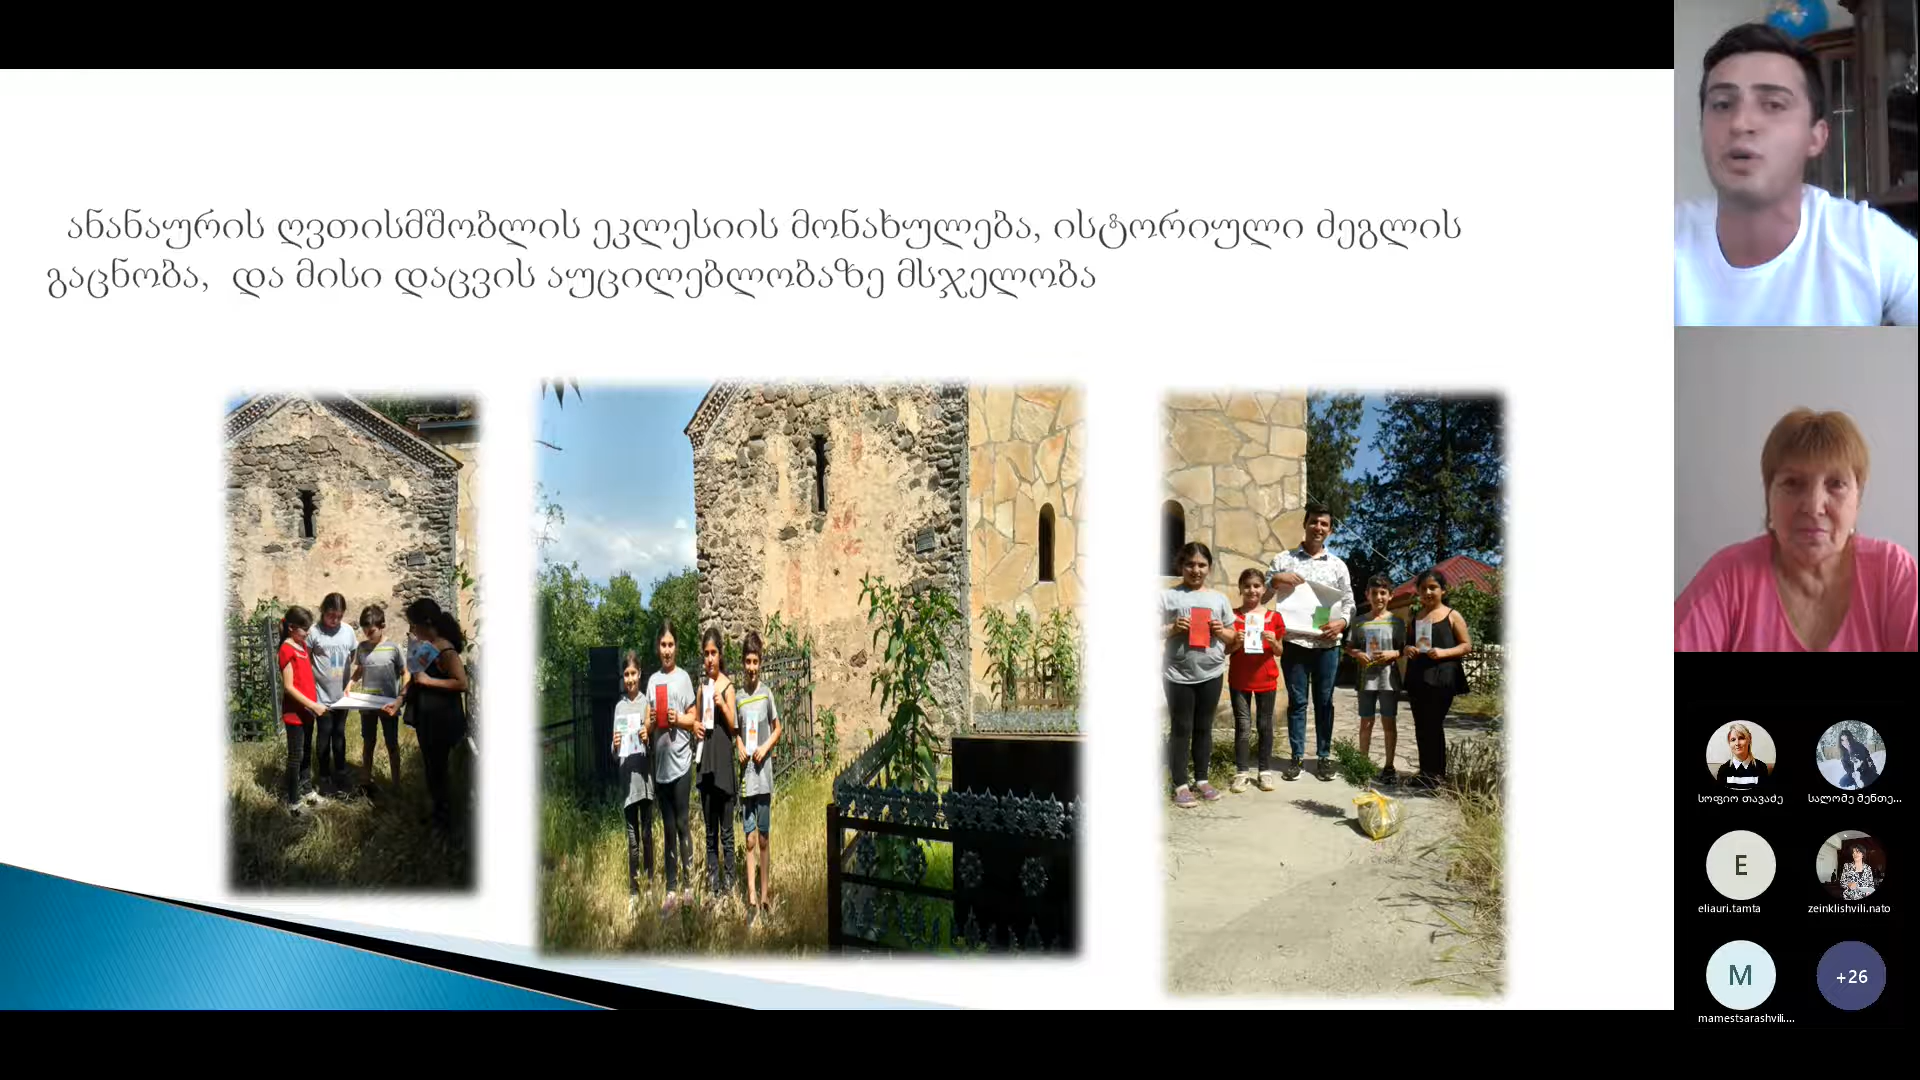 ანანაურის ღვთისმშობლის ეკლესიის მონახულება, ისტორიული ძეგლის
გაცნობა, და მისი დაცვის აუცილებლობაზე მსჯელობა
სოფიო თავაძე
სალომე მენთე...
E
eliauri.tamta
zeinklishvili.nato
M
+26
mamestsarashvili....